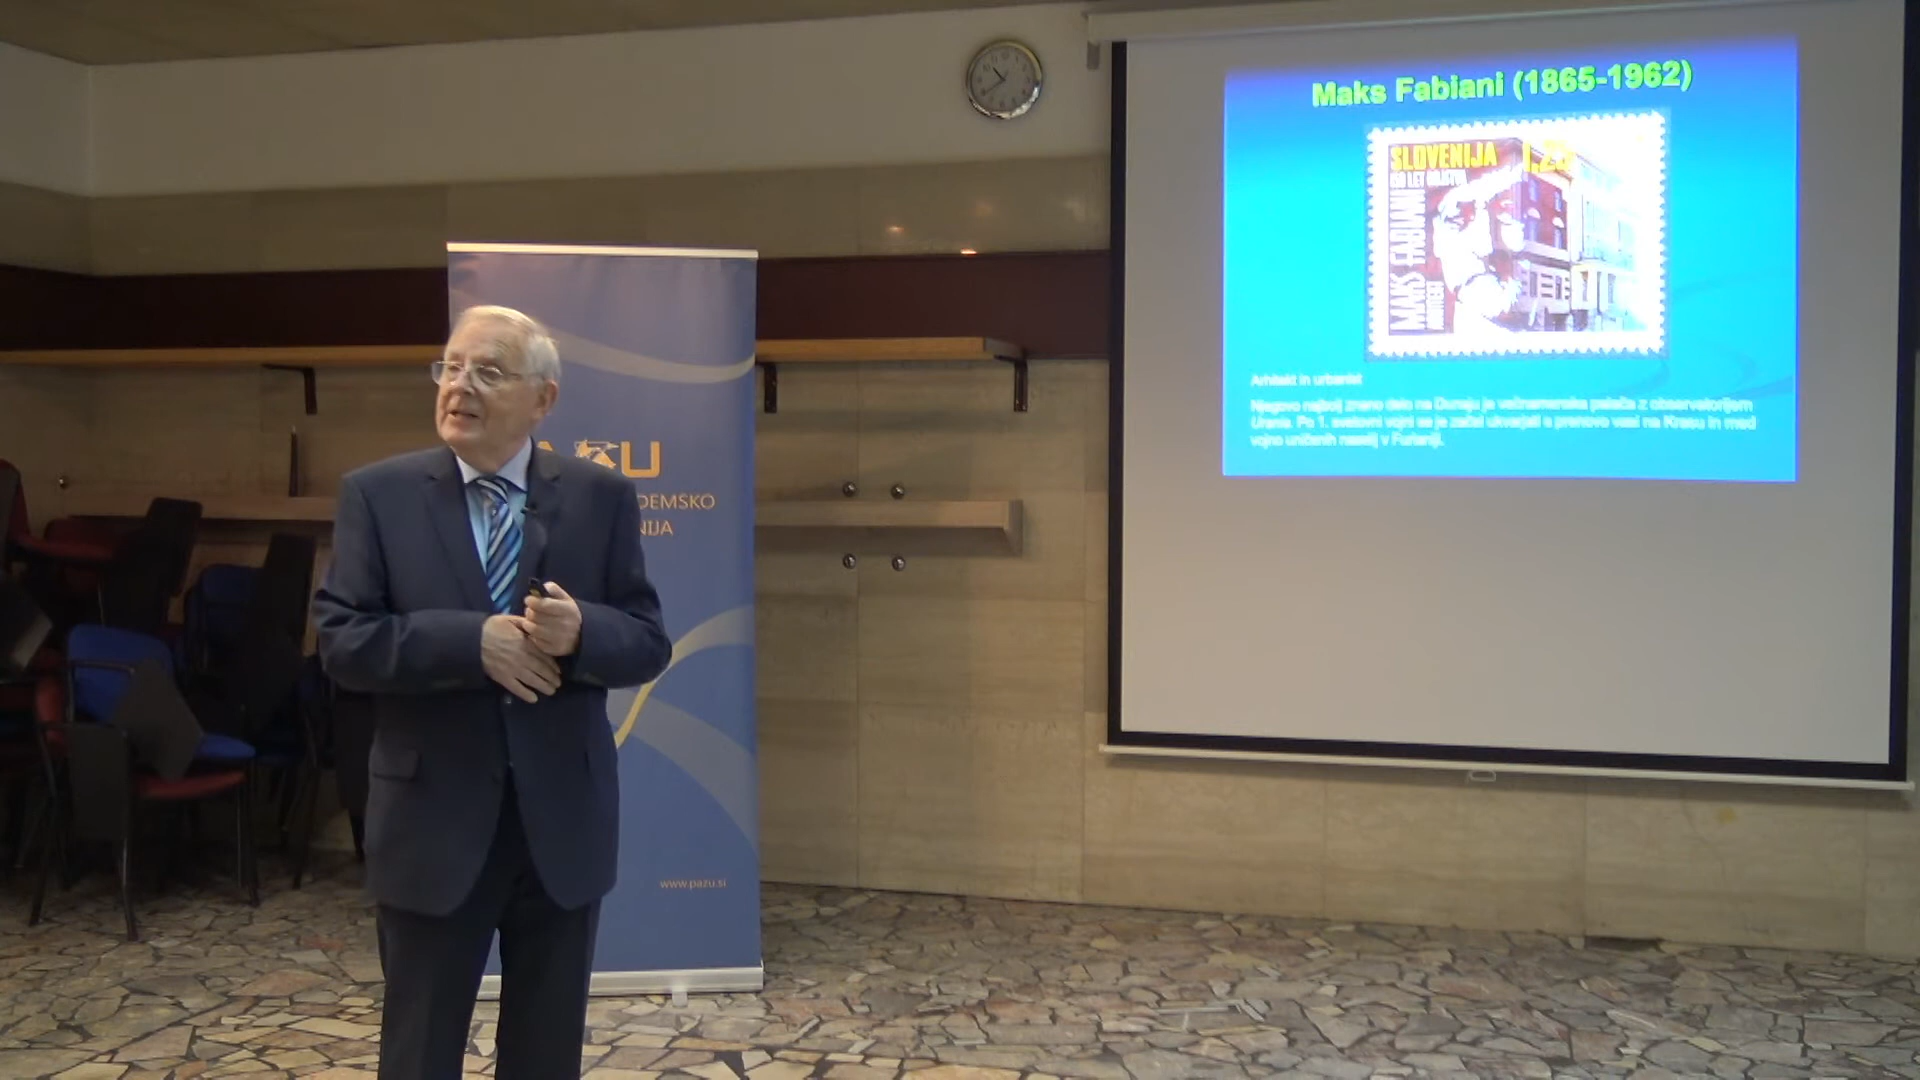 Maks Fabiani (1865-1962)
SLOVENIJA 1.25
MAKS FABIANI
Arhitekt in urbanist
Njegovo najbolj znano delo na Dunaju je večnamenska palača z observatorijem
Urania. Po 1. svetovni vojni se je začel ukvarjati s prenovo vasi na Krasu in med
vojno uničenih naselij v Furlaniji.
AZU
DEMSKO
NIJA
www.pazu.si